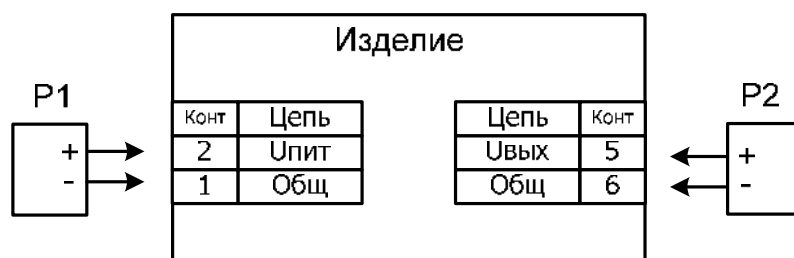 Изделие
P1
P2
Конт Цепь
Цепь Конт
+ 2 Uпит
Uвых 5 +
- 1 Общ
Общ 6 -